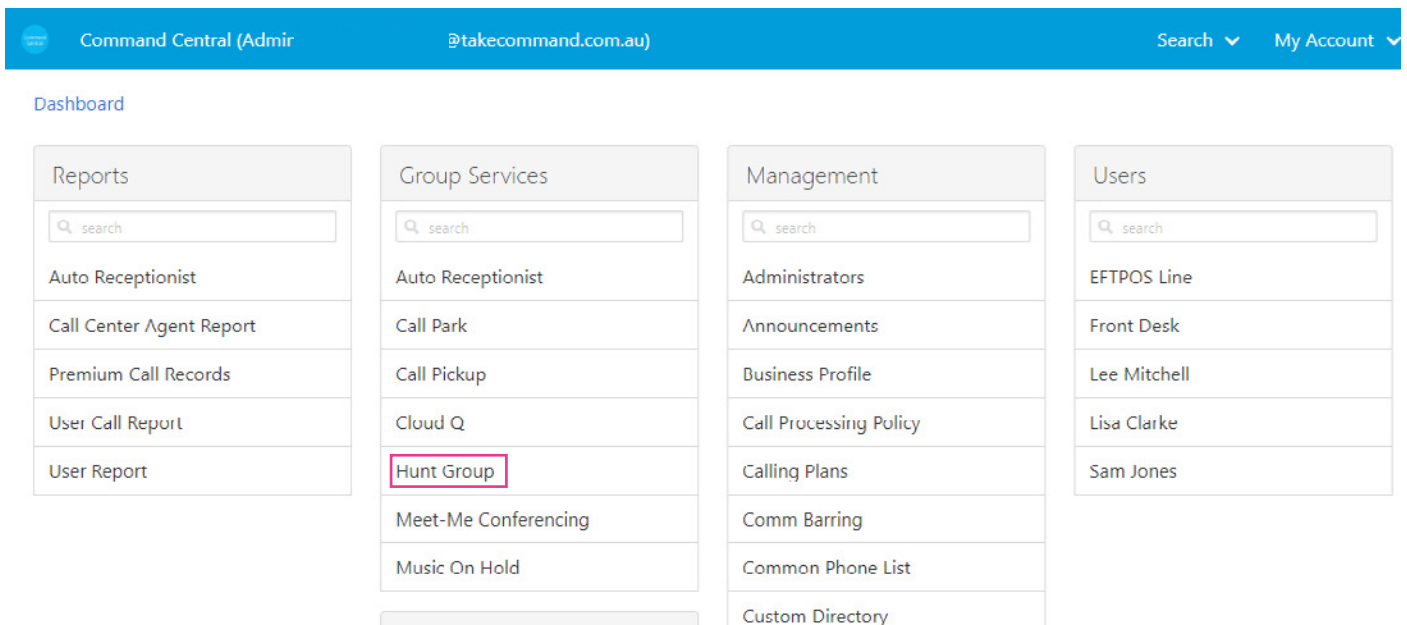 Command Central (Admir @takecommand.com.au)
Search
My Account
Dashboard
Reports
search
Auto Receptionist
Call Center Agent Report
Premium Call Records
User Call Report
User Report
Group Services
search
Auto Receptionist
Call Park
Call Pickup
Cloud Q
Hunt Group
Meet-Me Conferencing
Music On Hold
Management
search
Administrators
Announcements
Business Profile
Call Processing Policy
Calling Plans
Comm Barring
Common Phone List
Custom Directory
Users
search
EFTPOS Line
Front Desk
Lee Mitchell
Lisa Clarke
Sam Jones